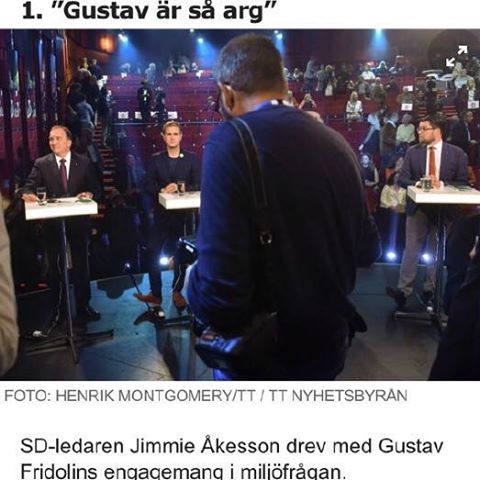 1. ”Gustav är så arg”
FOTO: HENRIK MONTGOMERY/TT / TT NYHETSBYRÅN
SD-ledaren Jimmie Åkesson drev med Gustav
Fridolins engagemang i miljöfrågan.